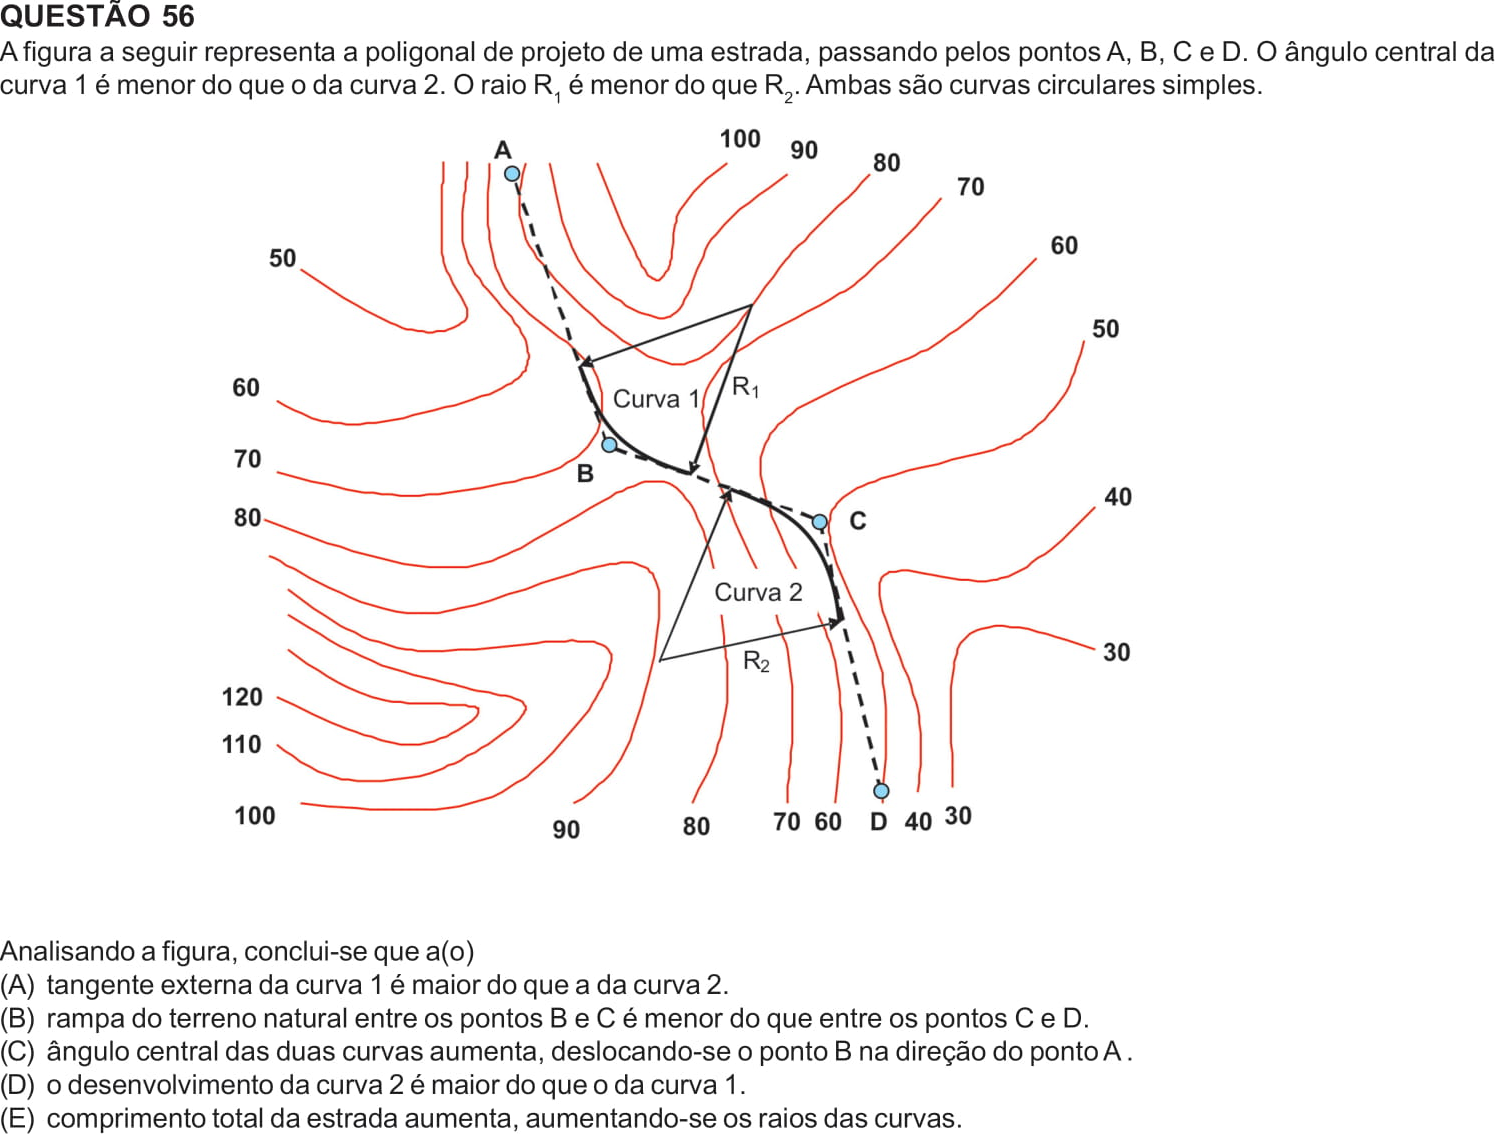 QUESTÃO 56
A figura a seguir representa a poligonal de projeto de uma estrada, passando pelos pontos A, B, C e D. O ângulo central da
curva 1 é menor do que o da curva 2. O raio R₁ é menor do que R₂. Ambas são curvas circulares simples.
A
100
90
80
70
50
60
50
60
Curva 1
R₁
70
B
80
C
40
Curva 2
R₂
30
120
110
100
90
80
70
60
D
40
30
Analisando a figura, conclui-se que a(o)
(A) tangente externa da curva 1 é maior do que a da curva 2.
(B) rampa do terreno natural entre os pontos B e C é menor do que entre os pontos C e D.
(C) ângulo central das duas curvas aumenta, deslocando-se o ponto B na direção do ponto A .
(D) o desenvolvimento da curva 2 é maior do que o da curva 1.
(E) comprimento total da estrada aumenta, aumentando-se os raios das curvas.